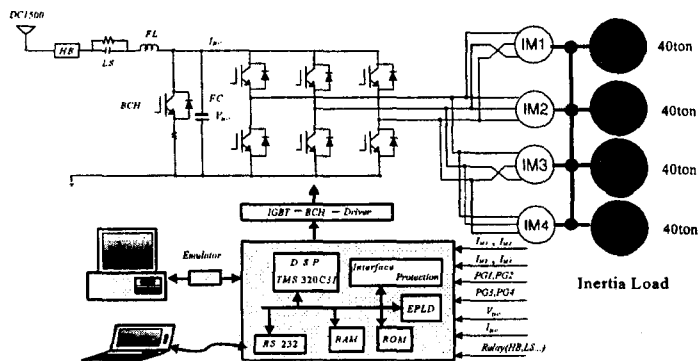 DC1500
HB
LS
FL
I_DC
BCH
FC
V_DC
IM1
40ton
IM2
40ton
IM3
40ton
IM4
40ton
Inertia Load
IGBT - BCH - Driver
Emulator
DSP
TMS 320C31
Interface
Protection
EPLD
RS 232
RAM
ROM
PG1,PG2
PG3,PG4
V_DC
I_DC
Relay(HB,LS...)